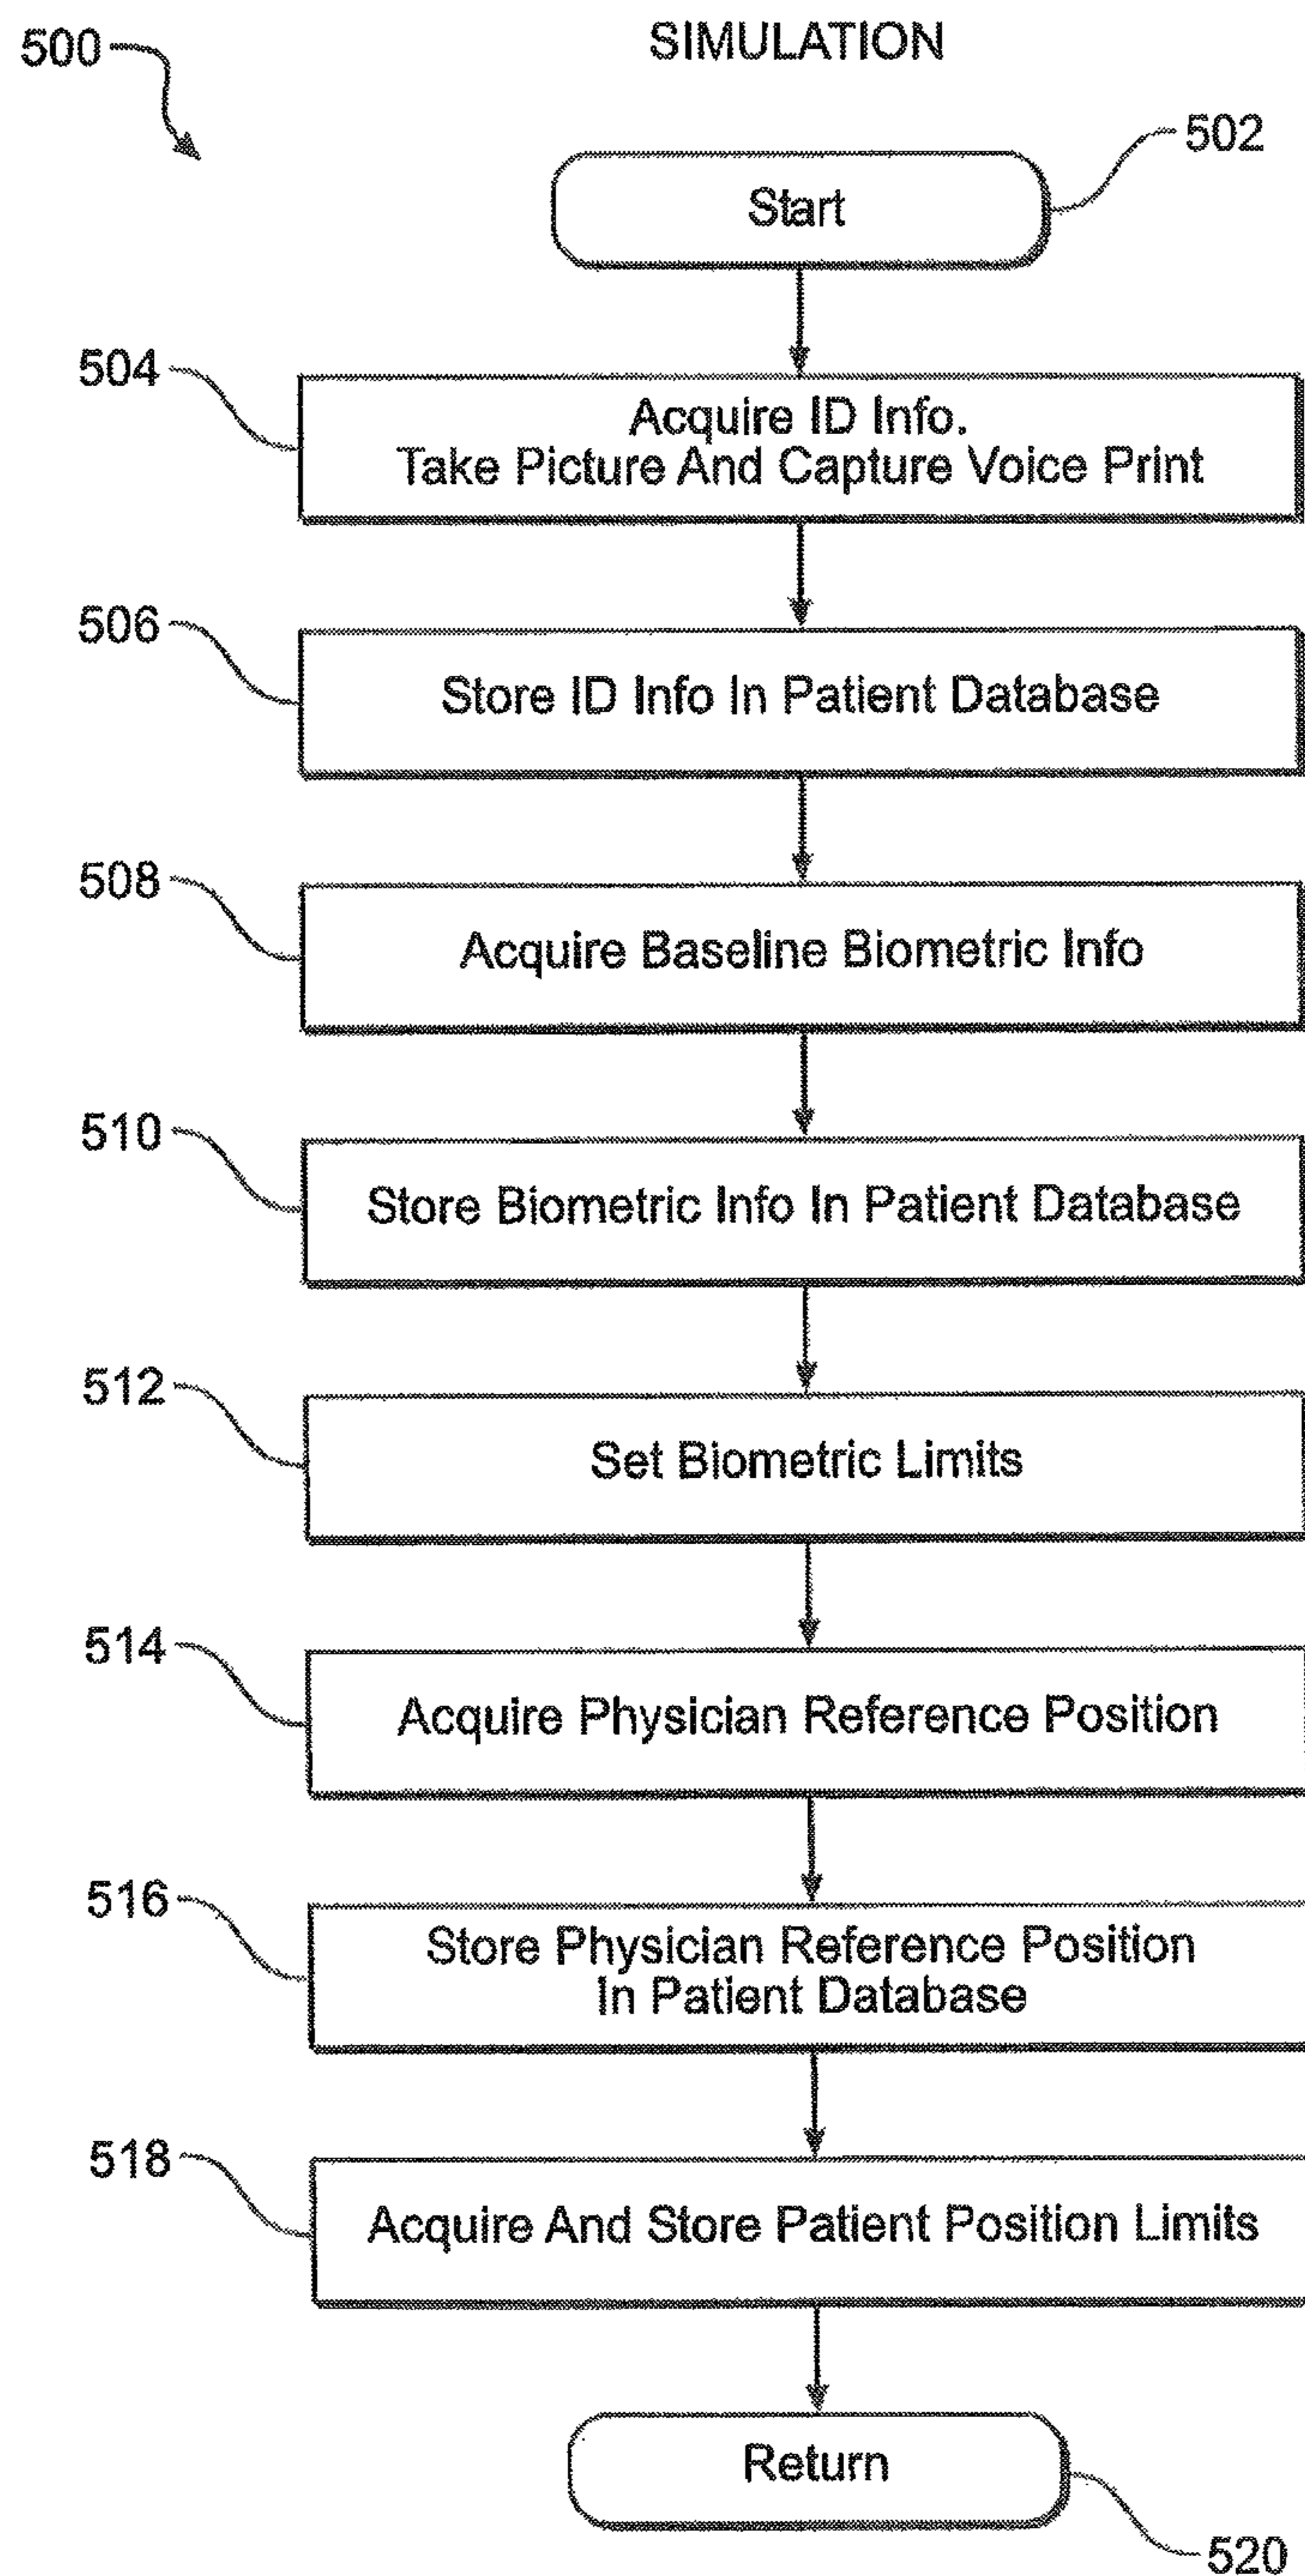 500
SIMULATION
502
Start
504
Acquire ID Info.
Take Picture And Capture Voice Print
506
Store ID Info In Patient Database
508
Acquire Baseline Biometric Info
510
Store Biometric Info In Patient Database
512
Set Biometric Limits
514
Acquire Physician Reference Position
516
Store Physician Reference Position
In Patient Database
518
Acquire And Store Patient Position Limits
Return
520